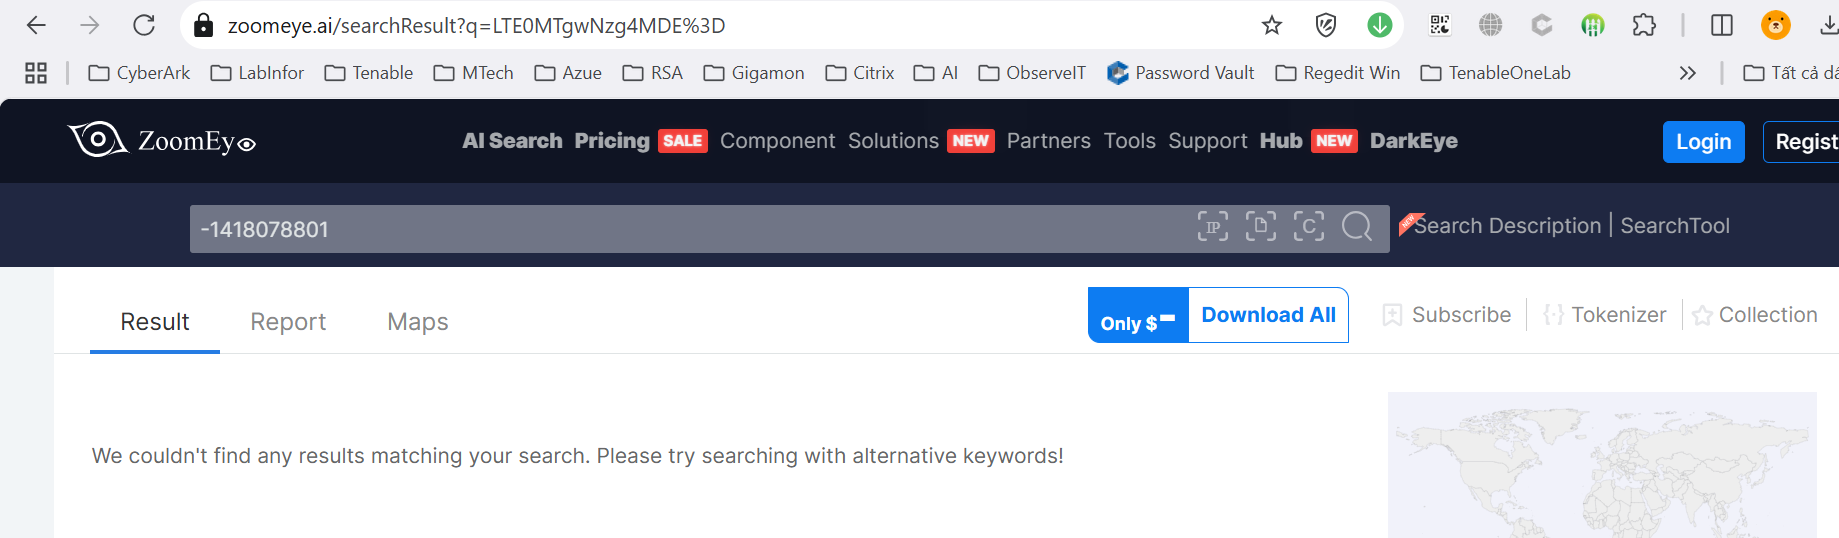 zoomeye.ai/searchResult?q=LTE0MTgwNzg4MDE%3D
CyberArk LabInfor Tenable MTech Azue RSA Gigamon Citrix AI ObserveIT Password Vault Regedit Win TenableOneLab » Tất cả
ZoomEye AI Search Pricing SALE Component Solutions NEW Partners Tools Support Hub NEW DarkEye Login Regist
-1418078801 IP C NEW Search Description | SearchTool
Result Report Maps Only $ Download All Subscribe Tokenizer Collection
We couldn't find any results matching your search. Please try searching with alternative keywords!